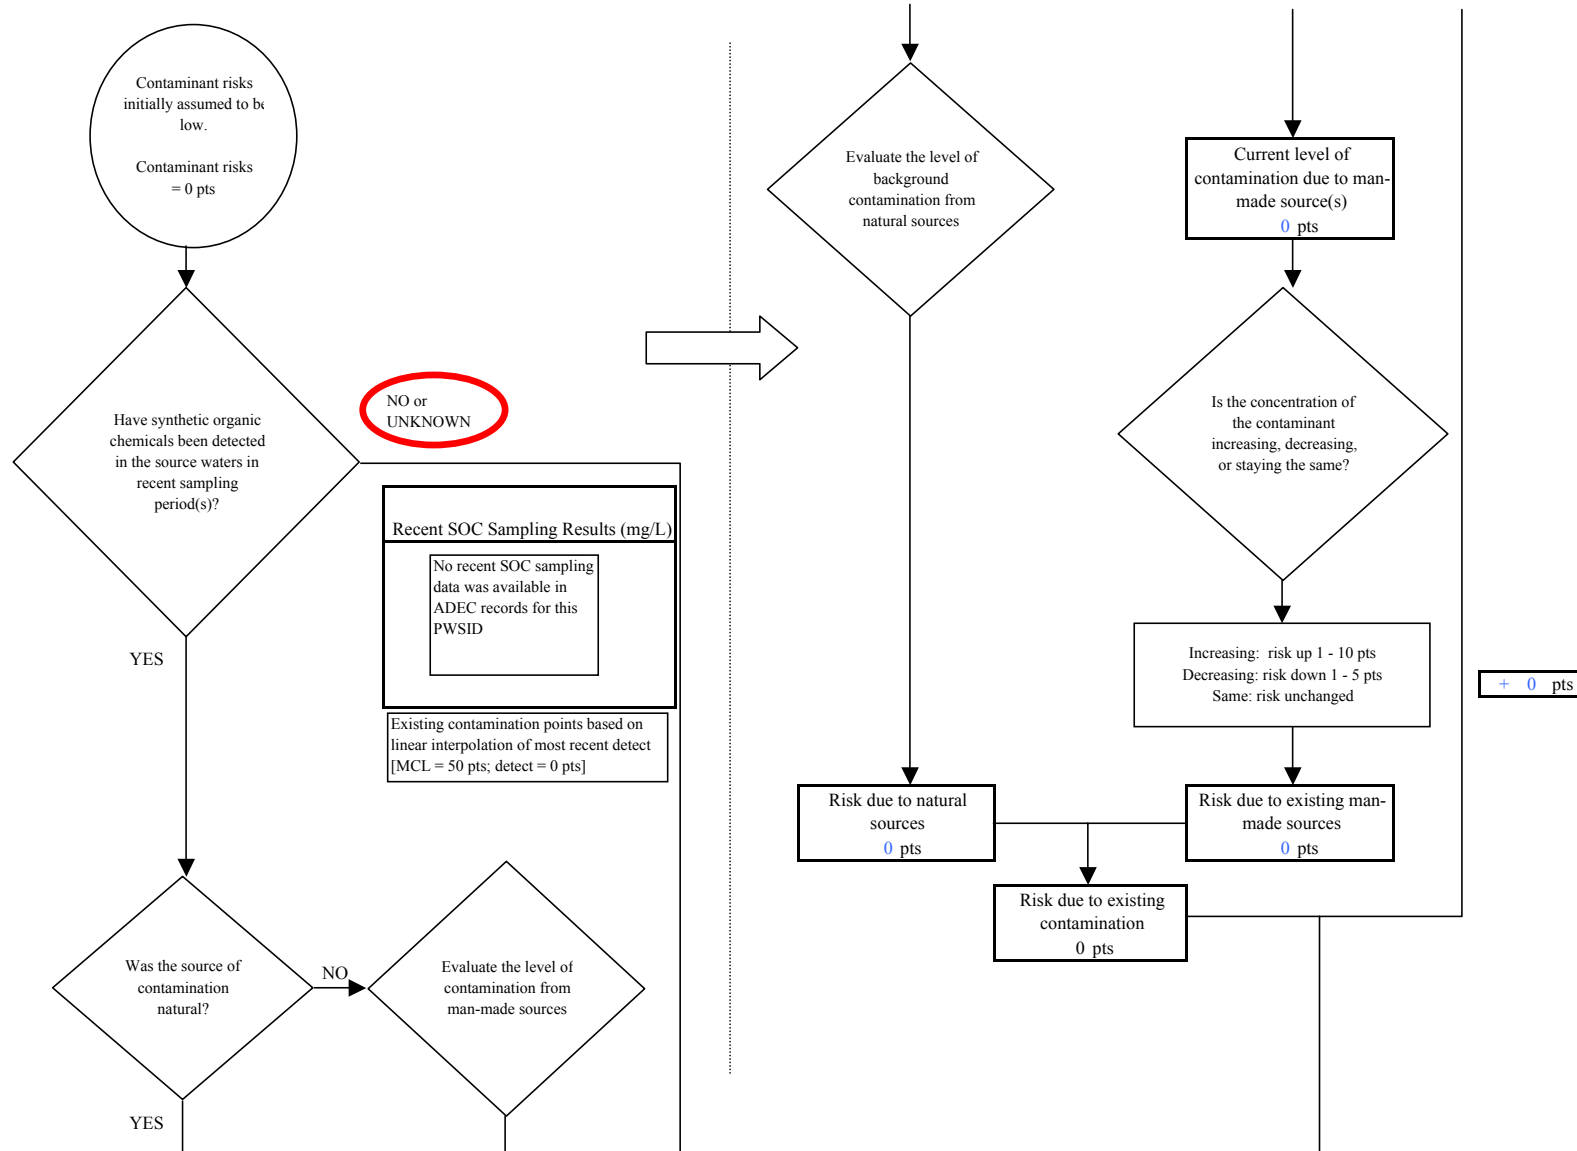 Contaminant risks
initially assumed to be
low.
Contaminant risks
= 0 pts
Have synthetic organic
chemicals been detected
in the source waters in
recent sampling
period(s)?
NO or
UNKNOWN
Recent SOC Sampling Results (mg/L)
No recent SOC sampling
data was available in
ADEC records for this
PWSID
YES
Existing contamination points based on
linear interpolation of most recent detect
[MCL = 50 pts; detect = 0 pts]
Was the source of
contamination
natural?
NO
Evaluate the level of
contamination from
man-made sources
YES
Evaluate the level of
background
contamination from
natural sources
Current level of
contamination due to man-
made source(s)
0 pts
Is the concentration of
the contaminant
increasing, decreasing,
or staying the same?
Increasing: risk up 1 - 10 pts
Decreasing: risk down 1 - 5 pts
Same: risk unchanged
+ 0 pts
Risk due to natural
sources
0 pts
Risk due to existing man-
made sources
0 pts
Risk due to existing
contamination
0 pts